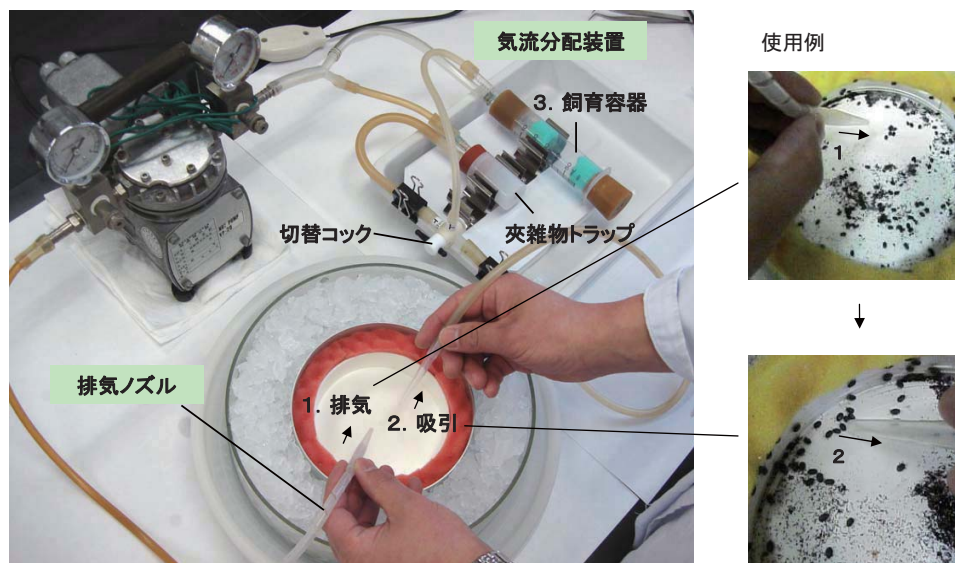 気流分配装置
使用例
3. 飼育容器
1
切替コック
夾雑物トラップ
排気ノズル
1. 排気
2. 吸引
2